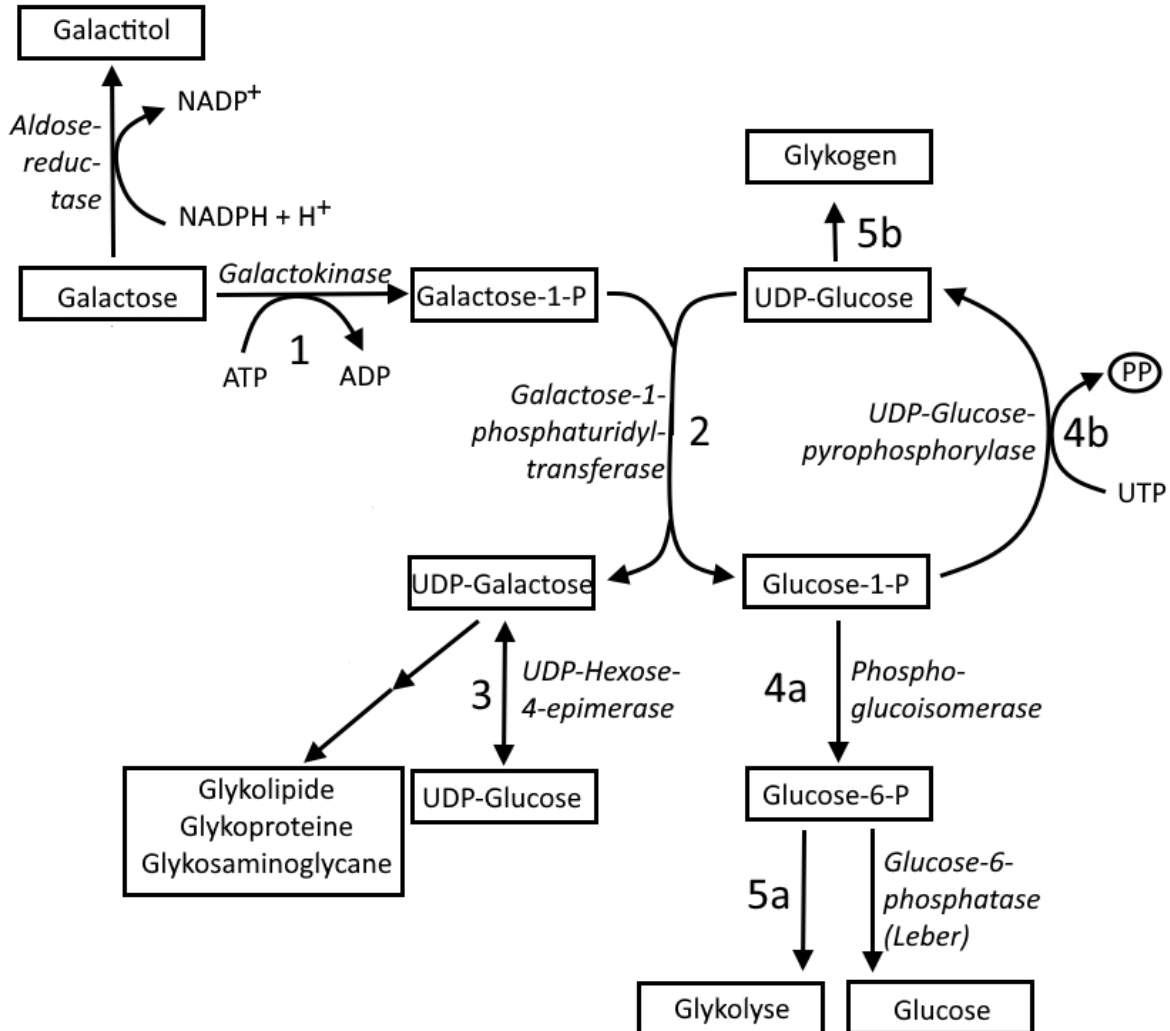 Galactitol
NADP+
Aldose-
reduc-
tase
NADPH + H+
Glykogen
5b
Galactose
Galactokinase
Galactose-1-P
UDP-Glucose
1
ATP
ADP
PP
Galactose-1-
phosphaturidyl-
transferase
2
UDP-Glucose-
pyrophosphorylase
4b
UTP
UDP-Galactose
Glucose-1-P
3
UDP-Hexose-
4-epimerase
4a
Phospho-
glucoisomerase
Glykolipide
Glykoproteine
Glykosaminoglycane
UDP-Glucose
Glucose-6-P
5a
Glucose-6-
phosphatase
(Leber)
Glykolyse
Glucose